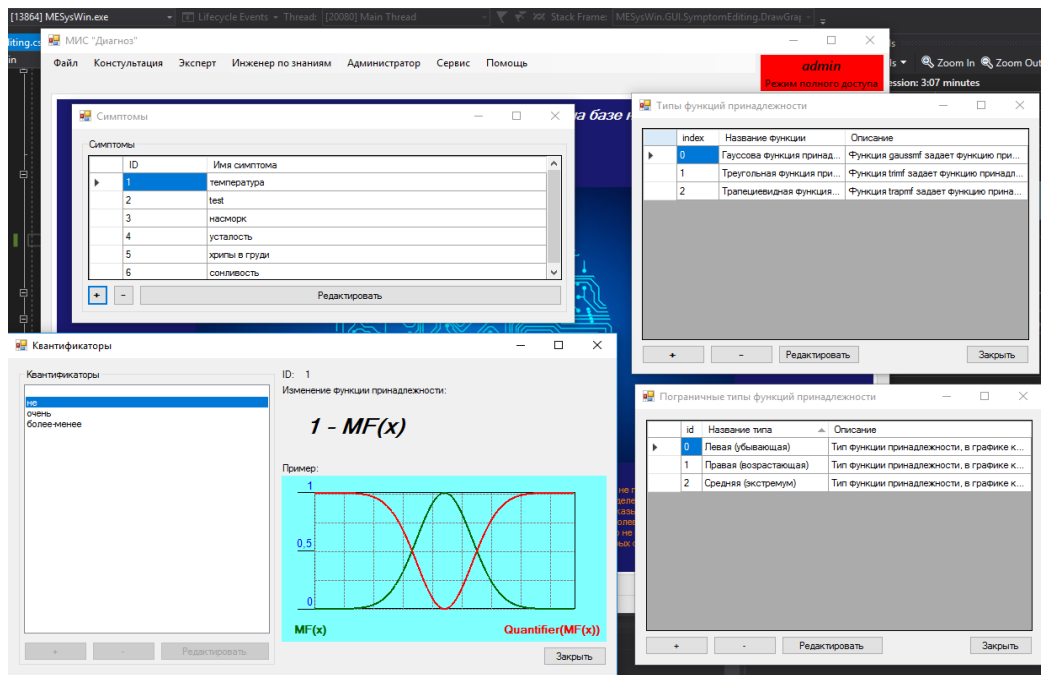 [13864] MESysWin.exe
Lifecycle Events
Thread:
[20080] Main Thread
Stack Frame:
MESysWin.GUI.SymptomEditing.DrawGrap
Zoom In
Zoom Out
ession: 3:07 minutes
МИС "Диагноз"
Файл Констультация Эксперт Инженер по знаниям Администратор Сервис Помощь
admin
Режим полного доступа
Симптомы
Симптомы
ID Имя симптома
1 температура
2 test
3 насморк
4 усталость
5 хрипы в груди
6 сонливость
+ - Редактировать
Типы функций принадлежности
index Название функции Описание
0 Гауссова функция принад... Функция gaussmf задает функцию при...
1 Треугольная функция при... Функция trimf задает функцию принадл...
2 Трапециевидная функция... Функция trapmf задает функцию прина...
+ - Редактировать Закрыть
Квантификаторы
Квантификаторы
не
очень
более-менее
+ - Редактировать
ID: 1
Изменение функции принадлежности:
1 - MF(x)
Пример:
1
0,5
0
MF(x) Quantifier(MF(x))
Закрыть
Пограничные типы функций принадлежности
id Название типа Описание
0 Левая (убывающая) Тип функции принадлежности, в графике к...
1 Правая (возрастающая) Тип функции принадлежности, в графике к...
2 Средняя (экстремум) Тип функции принадлежности, в графике к...
+ - Редактировать Закрыть